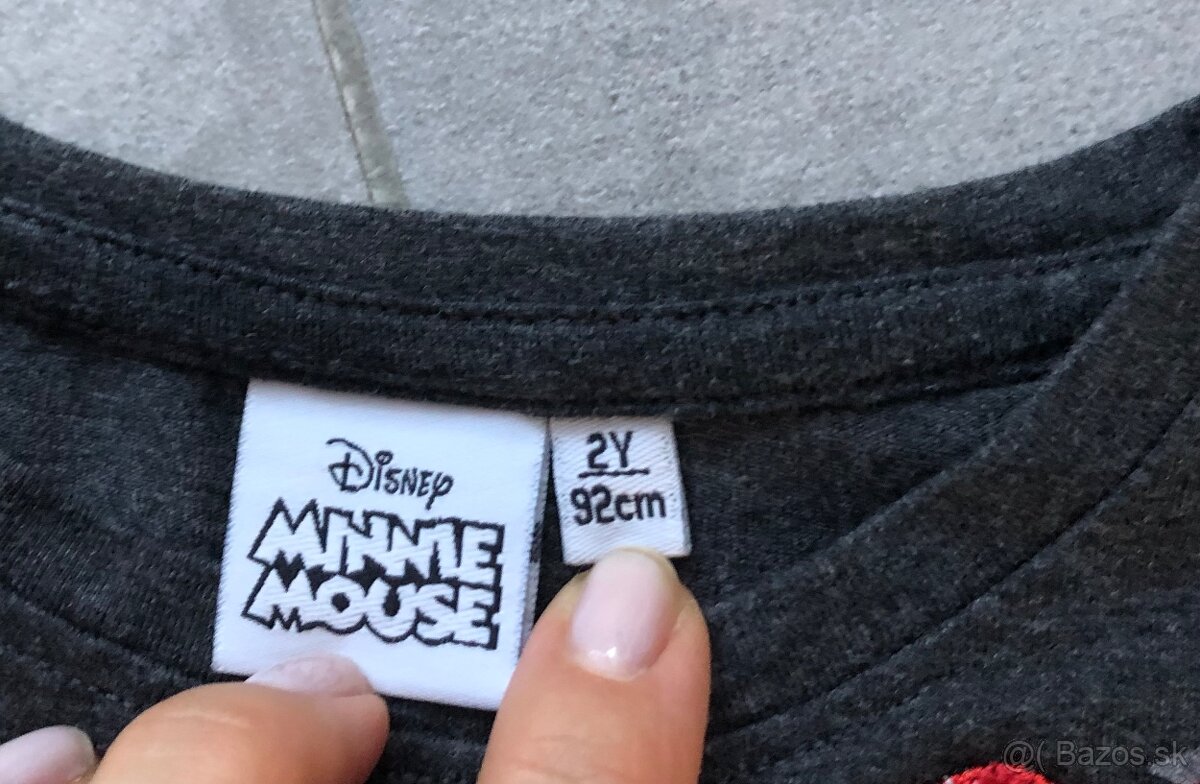 Disney
MINNIE
MOUSE
2Y
92cm
@( Bazos.sk